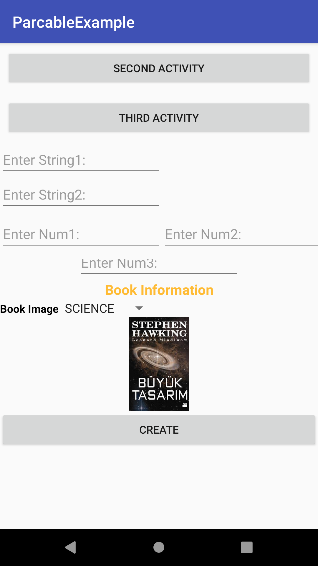 ParcableExample
SECOND ACTIVITY
THIRD ACTIVITY
Enter String1:
Enter String2:
Enter Num1: Enter Num2:
Enter Num3:
Book Information
Book Image SCIENCE
STEPHEN
HAWKING
BÜYÜK
TASARIM
CREATE